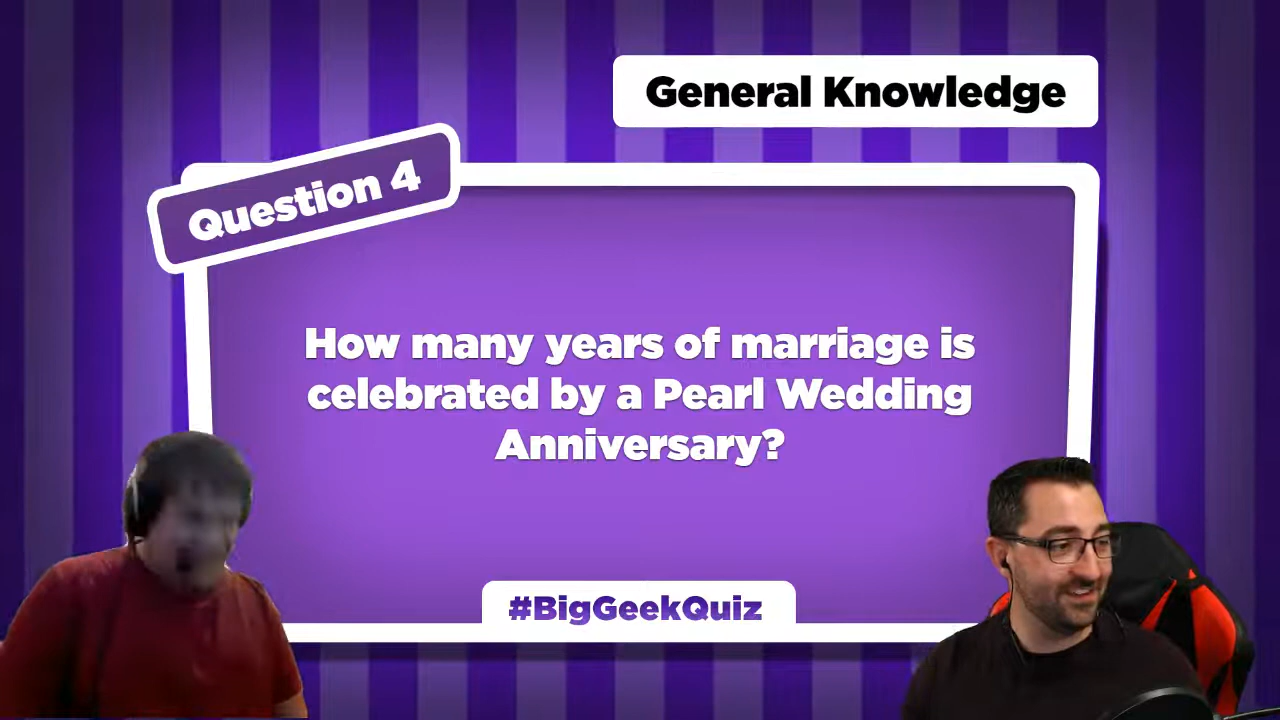 General Knowledge
Question 4
How many years of marriage is
celebrated by a Pearl Wedding
Anniversary?
#BigGeekQuiz